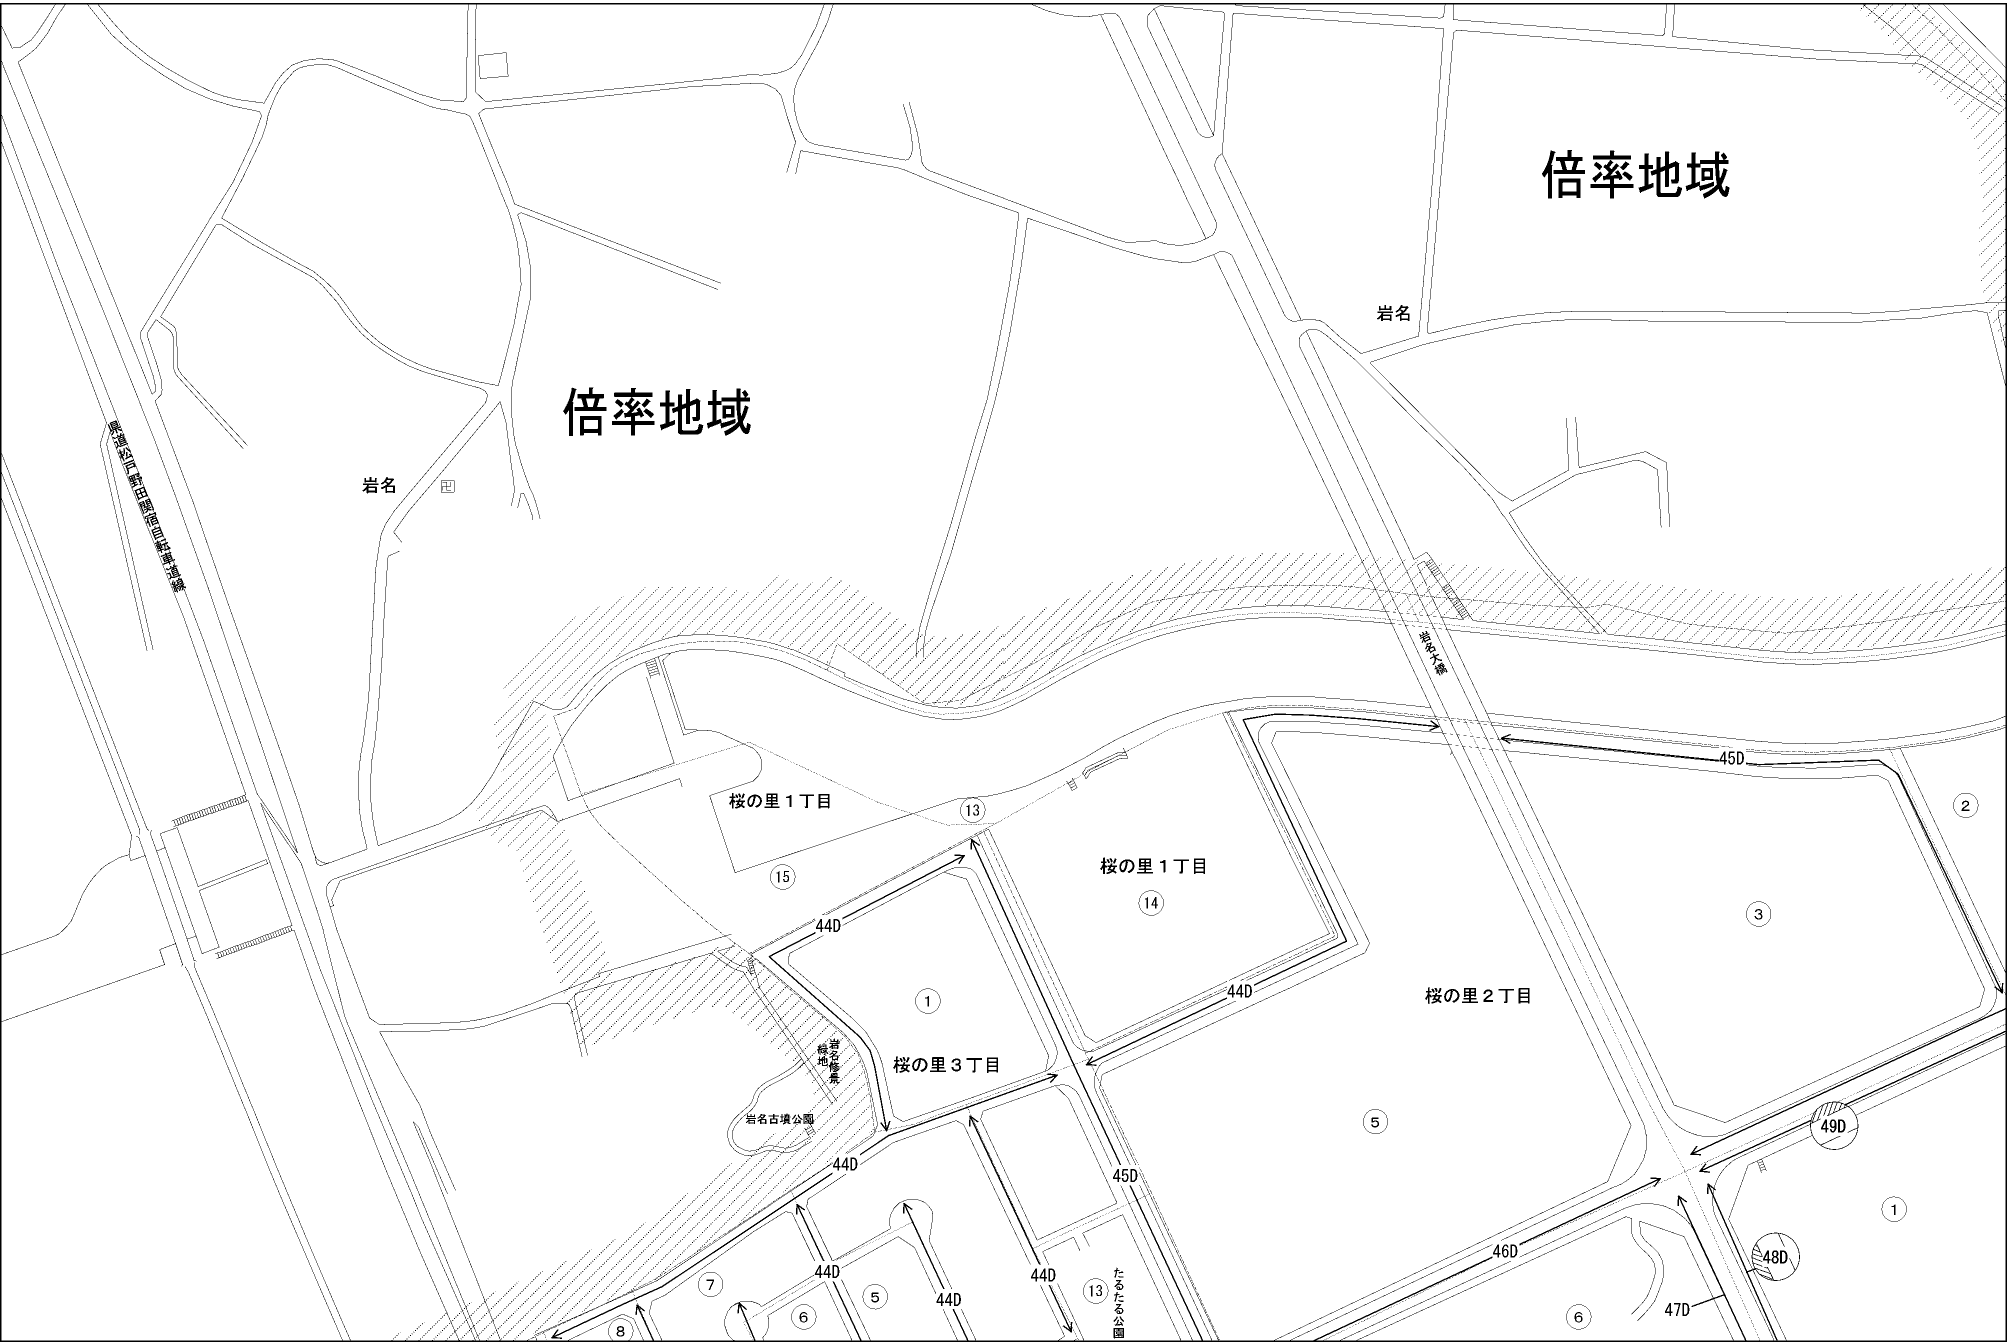 倍率地域
岩名
倍率地域
県道松戸野田関宿自転車道線
岩名
卍
岩名大橋
45D
桜の里1丁目
13
2
桜の里1丁目
15
14
3
44D
44D
1
桜の里2丁目
岩名修景
緑地
桜の里3丁目
岩名古墳公園
5
49D
44D
45D
1
46D
48D
44D
44D
44D
7
5
6
13
たるたる公園
47D
6
8